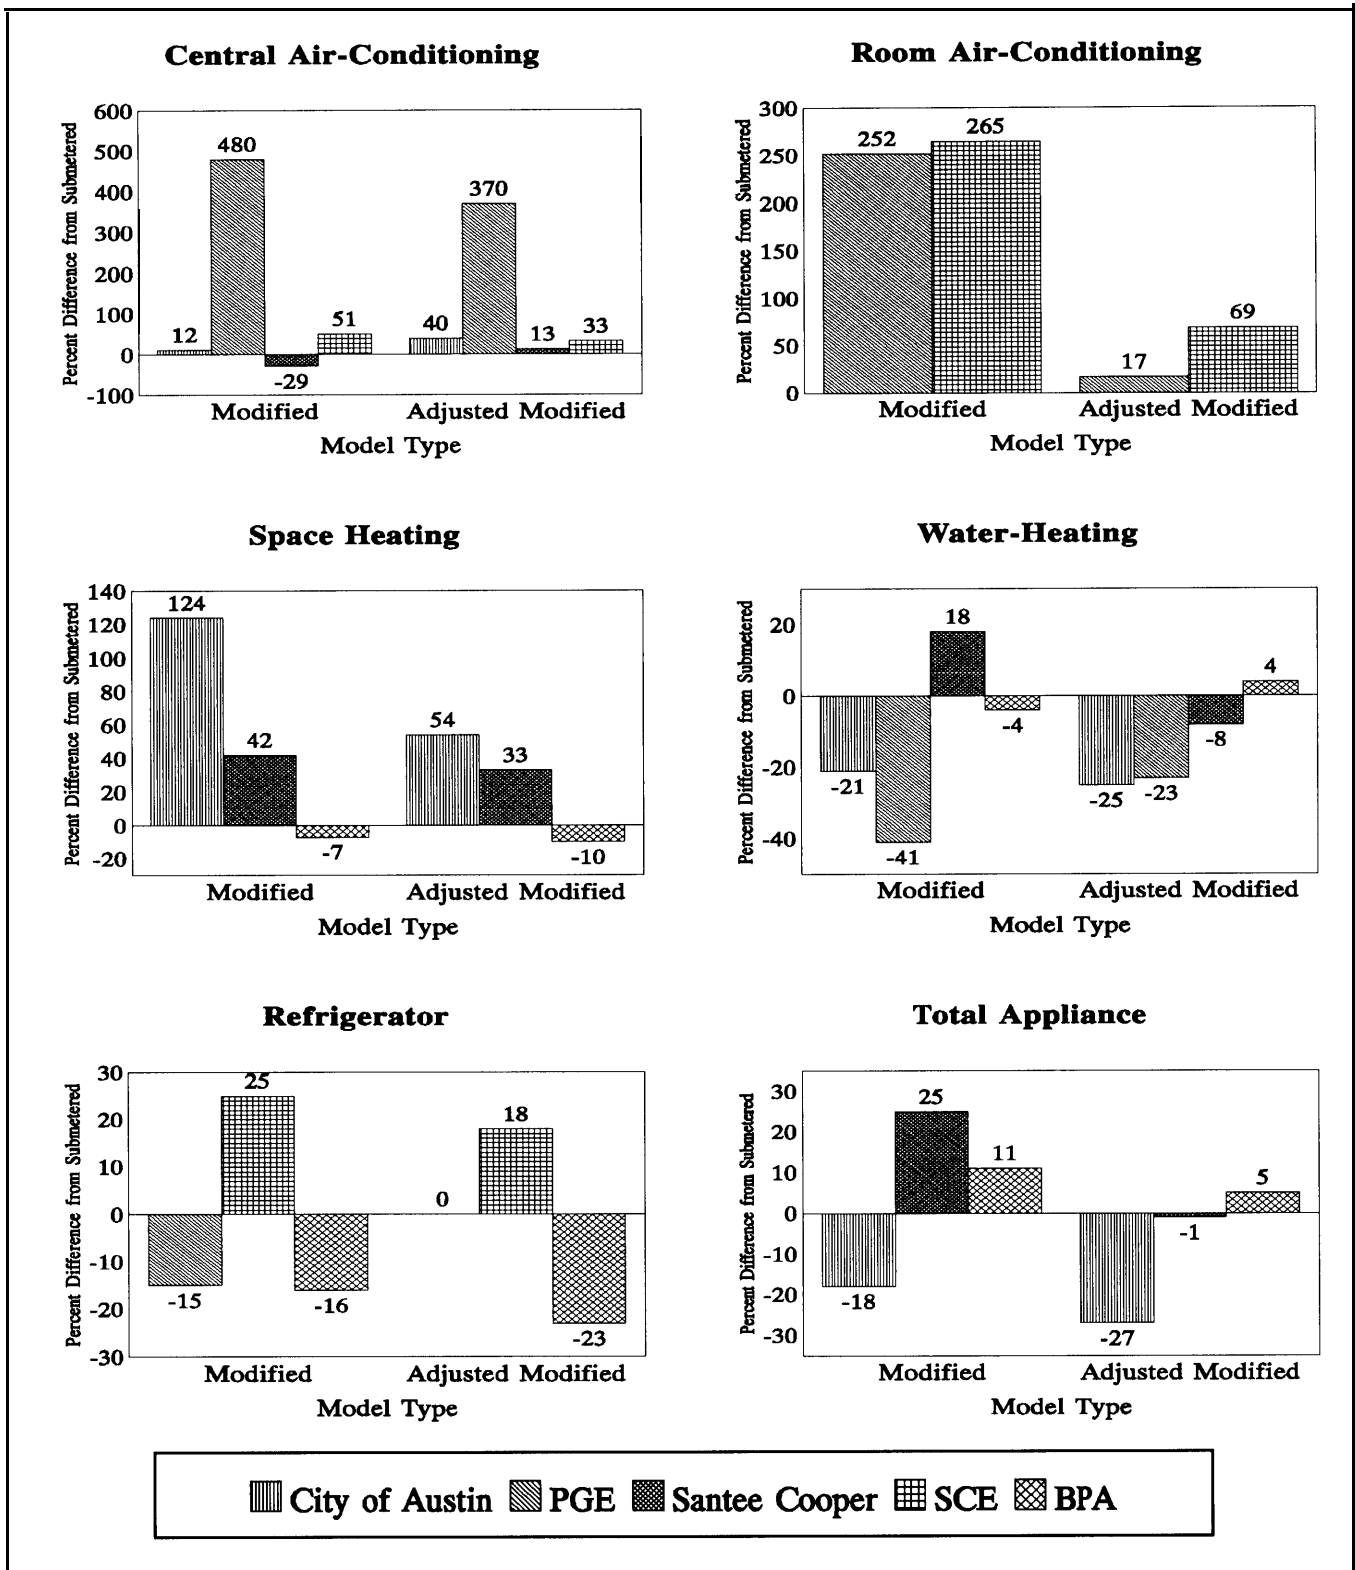 Central Air-Conditioning
Percent Difference from Submetered
600
500
400
300
200
100
0
-100
12
480
-29
51
40
370
13
33
Modified
Adjusted Modified
Model Type
Room Air-Conditioning
Percent Difference from Submetered
300
250
200
150
100
50
0
252
265
17
69
Modified
Adjusted Modified
Model Type
Space Heating
Percent Difference from Submetered
140
120
100
80
60
40
20
0
-20
124
42
-7
54
33
-10
Modified
Adjusted Modified
Model Type
Water-Heating
Percent Difference from Submetered
20
0
-20
-40
-21
-41
18
-4
-25
-23
-8
4
Modified
Adjusted Modified
Model Type
Refrigerator
Percent Difference from Submetered
30
20
10
0
-10
-20
-30
-15
25
-16
0
18
-23
Modified
Adjusted Modified
Model Type
Total Appliance
Percent Difference from Submetered
30
20
10
0
-10
-20
-30
-18
25
11
-27
-1
5
Modified
Adjusted Modified
Model Type
City of Austin PGE Santee Cooper SCE BPA